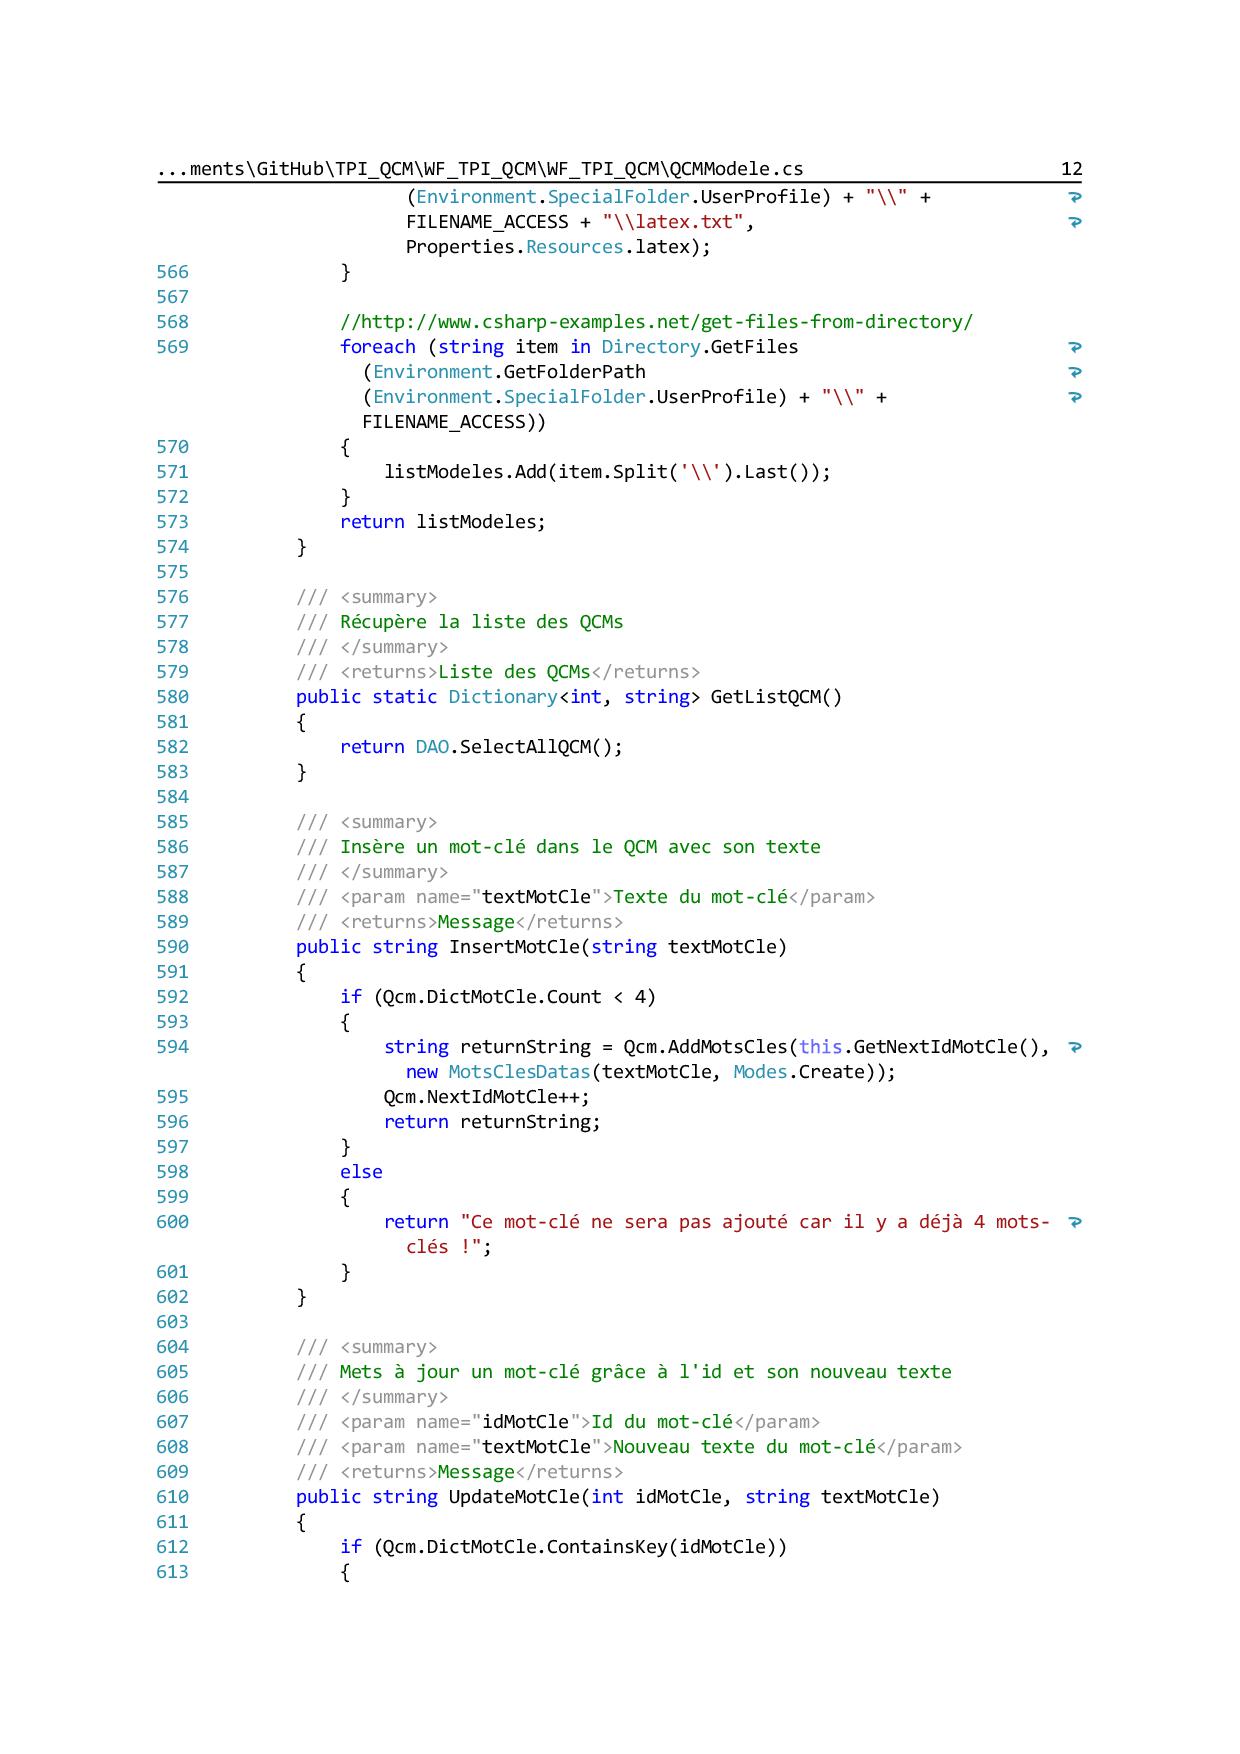 ...ments\GitHub\TPI_QCM\WF_TPI_QCM\WF_TPI_QCM\QCMModele.cs 12
(Environment.SpecialFolder.UserProfile) + "\\" +
FILENAME_ACCESS + "\\latex.txt",
Properties.Resources.latex);
566 }
567
568 //http://www.csharp-examples.net/get-files-from-directory/
569 foreach (string item in Directory.GetFiles
(Environment.GetFolderPath
(Environment.SpecialFolder.UserProfile) + "\\" +
FILENAME_ACCESS))
570 {
571 listModeles.Add(item.Split('\\').Last());
572 }
573 return listModeles;
574 }
575
576 /// <summary>
577 /// Récupère la liste des QCMs
578 /// </summary>
579 /// <returns>Liste des QCMs</returns>
580 public static Dictionary<int, string> GetListQCM()
581 {
582 return DAO.SelectAllQCM();
583 }
584
585 /// <summary>
586 /// Insère un mot-clé dans le QCM avec son texte
587 /// </summary>
588 /// <param name="textMotCle">Texte du mot-clé</param>
589 /// <returns>Message</returns>
590 public string InsertMotCle(string textMotCle)
591 {
592 if (Qcm.DictMotCle.Count < 4)
593 {
594 string returnString = Qcm.AddMotsCles(this.GetNextIdMotCle(),
new MotsClesDatas(textMotCle, Modes.Create));
595 Qcm.NextIdMotCle++;
596 return returnString;
597 }
598 else
599 {
600 return "Ce mot-clé ne sera pas ajouté car il y a déjà 4 mots-
clés !";
601 }
602 }
603
604 /// <summary>
605 /// Mets à jour un mot-clé grâce à l'id et son nouveau texte
606 /// </summary>
607 /// <param name="idMotCle">Id du mot-clé</param>
608 /// <param name="textMotCle">Nouveau texte du mot-clé</param>
609 /// <returns>Message</returns>
610 public string UpdateMotCle(int idMotCle, string textMotCle)
611 {
612 if (Qcm.DictMotCle.ContainsKey(idMotCle))
613 {